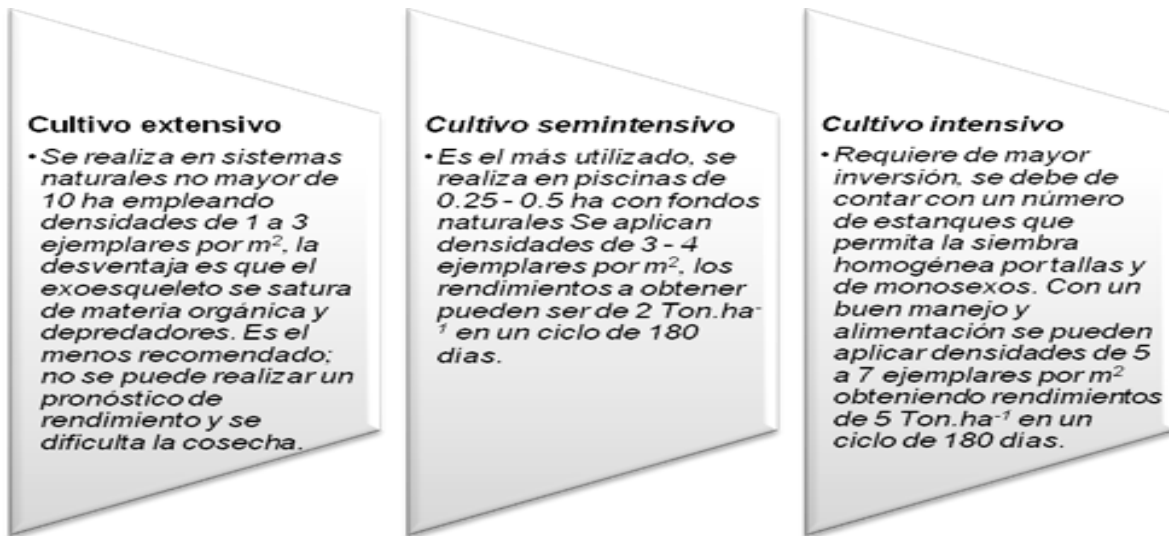 Cultivo extensivo
•Se realiza en sistemas
naturales no mayor de
10 ha empleando
densidades de 1 a 3
ejemplares por m², la
desventaja es que el
exoesqueleto se satura
de materia orgánica y
depredadores. Es el
menos recomendado;
no se puede realizar un
pronóstico de
rendimiento y se
dificulta la cosecha.
Cultivo semintensivo
•Es el más utilizado, se
realiza en piscinas de
0.25 - 0.5 ha con fondos
naturales Se aplican
densidades de 3 - 4
ejemplares por m², los
rendimientos a obtener
pueden ser de 2 Ton.ha⁻
¹ en un ciclo de 180
dias.
Cultivo intensivo
•Requiere de mayor
inversión, se debe de
contar con un número
de estanques que
permita la siembra
homogénea por tallas y
de monosexos. Con un
buen manejo y
alimentación se pueden
aplicar densidades de 5
a 7 ejemplares por m²
obteniendo rendimientos
de 5 Ton.ha⁻¹ en un
ciclo de 180 dias.